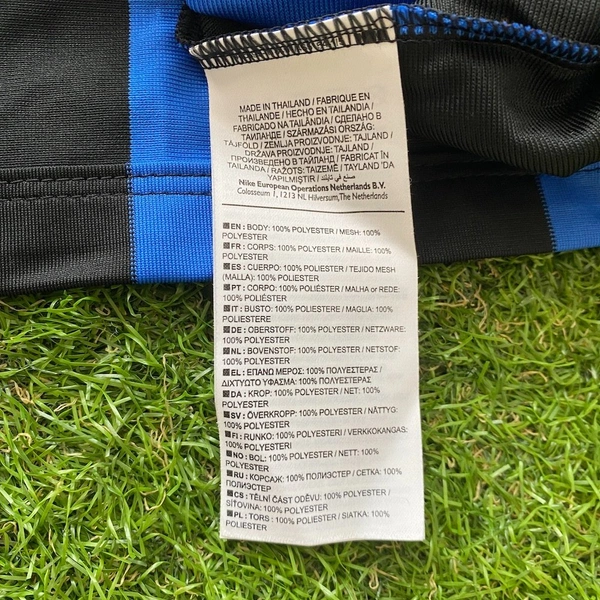 MADE IN THAILAND / FABRIQUÉ EN
THAILANDE / HECHO EN TAILANDIA /
FABRICADO NA TAILÂNDIA / СДЕЛАНО В
ТАИЛАНДЕ / SZÁRMAZÁSI ORSZÁG:
TÁJFÖLD / ZEMLJA PROIZVODNJE: TAJLAND /
DRŽAVA PROIZVODNJE: TAJLAND /
ПРОИЗВЕДЕНО В ТАЙЛАНД / FABRICAT ÎN
TAILANDA / RAŽOTS: TAIZEMĒ / TAYLAND'DA
YAPILMIŞTIR / صنع في تايلاند
Nike European Operations Netherlands B.V.
Colosseum 1, 1213 NL Hilversum, The Netherlands
EN : BODY: 100% POLYESTER / MESH: 100%
POLYESTER
FR : CORPS: 100% POLYESTER / MAILLE: 100%
POLYESTER
ES : CUERPO: 100% POLIÉSTER / TEJIDO MESH
(MALLA): 100% POLIÉSTER
PT : CORPO: 100% POLIÉSTER / MALHA or REDE:
100% POLIÉSTER
IT : BUSTO: 100% POLIESTERE / MAGLIA: 100%
POLIESTERE
DE : OBERSTOFF: 100% POLYESTER / NETZWARE:
100% POLYESTER
NL : BOVENSTOF: 100% POLYESTER / NETSTOF:
100% POLYESTER
EL : ΕΠΑΝΩ ΜΕΡΟΣ: 100% ΠΟΛΥΕΣΤΕΡΑΣ /
ΔΙΧΤΥΩΤΟ ΥΦΑΣΜΑ: 100% ΠΟΛΥΕΣΤΕΡΑΣ
DA : KROP: 100% POLYESTER / NET: 100%
POLYESTER
SV : ÖVERKROPP: 100% POLYESTER / NÄTTYG:
100% POLYESTER
FI : RUNKO: 100% POLYESTERI / VERKKOKANGAS:
100% POLYESTERI
NO : BOL: 100% POLYESTER / NETT: 100%
POLYESTER
RU : КОРСАЖ: 100% ПОЛИЭСТЕР / СЕТКА: 100%
ПОЛИЭСТЕР
CS : TĚLNÍ ČÁST ODĚVU: 100% POLYESTER /
SÍŤOVINA: 100% POLYESTER
PL : TORS : 100% POLIESTER / SIATKA: 100%
POLIESTER